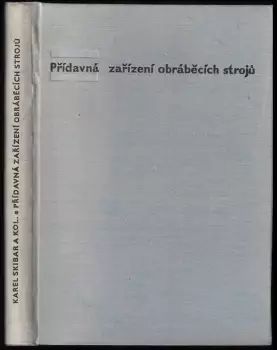 Přídavná zařízení obráběcích strojů
KAREL SKIBAR A KOL. • PŘÍDAVNÁ ZAŘÍZENÍ OBRÁBĚCÍCH STROJŮ